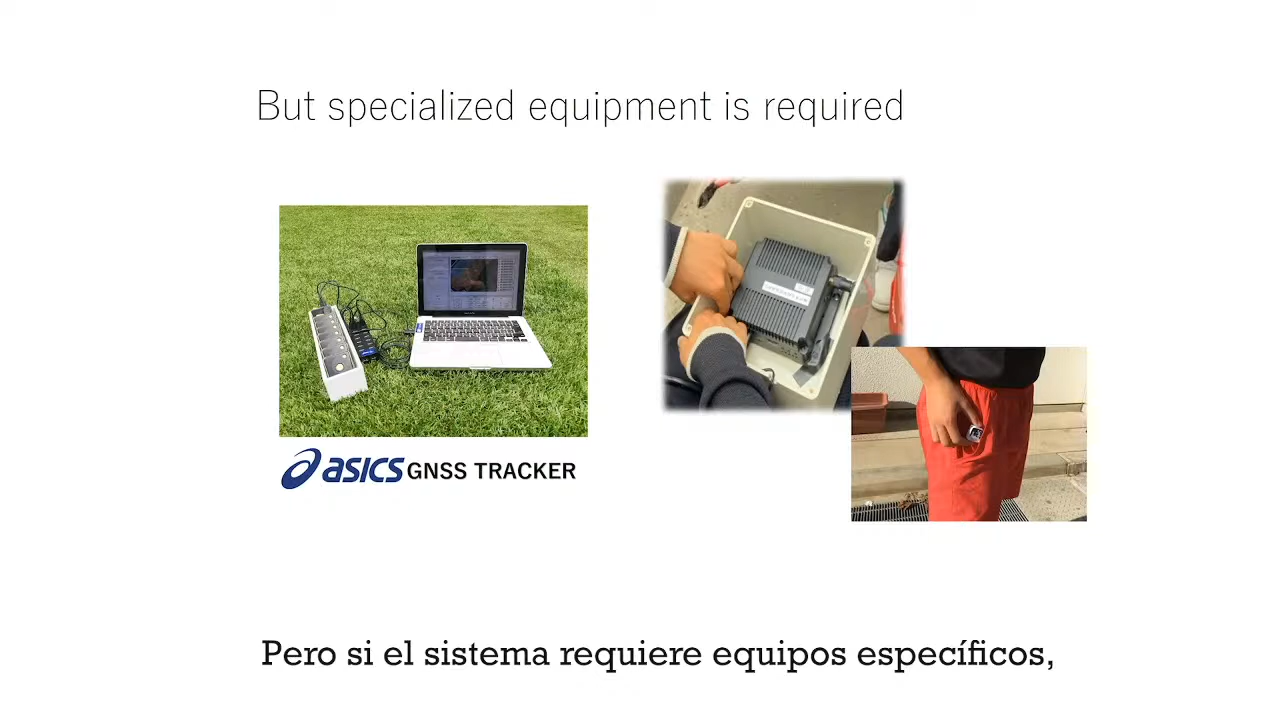 But specialized equipment is required
asics GNSS TRACKER
Pero si el sistema requiere equipos específicos,